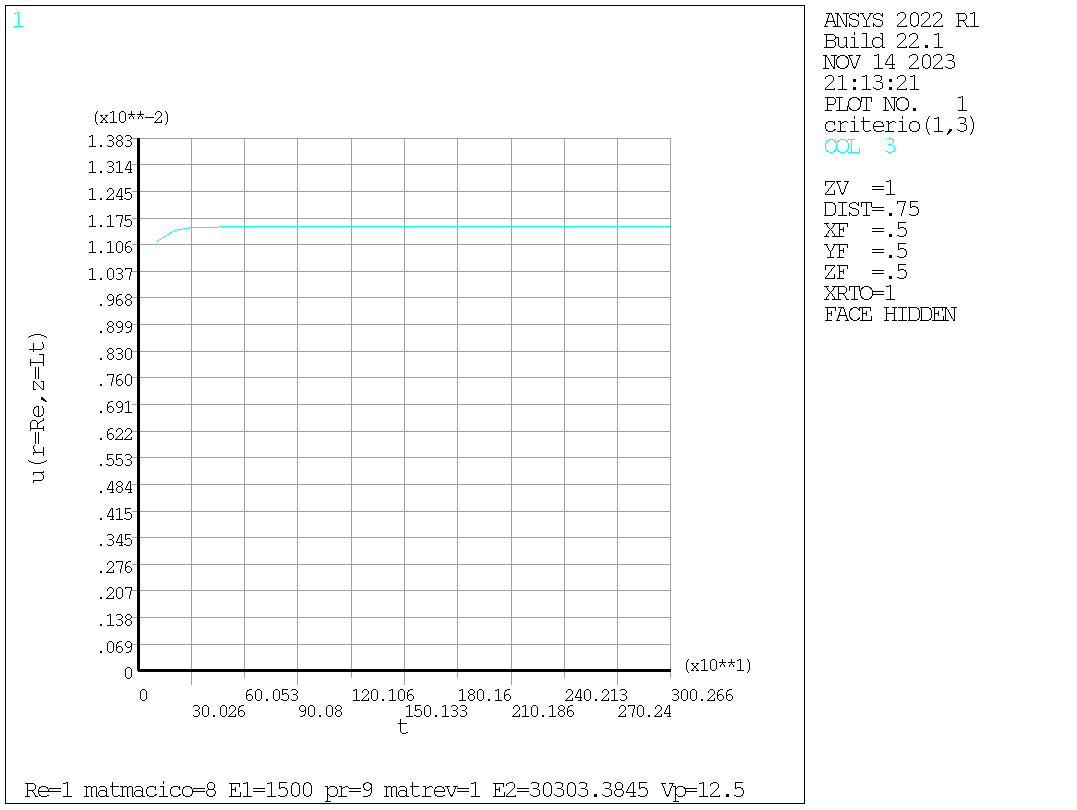 1
ANSYS 2022 R1
Build 22.1
NOV 14 2023
21:13:21
PLOT NO. 1
criterio(1,3)
COL 3
ZV =1
DIST=.75
XF =.5
YF =.5
ZF =.5
XRTO=1
FACE HIDDEN
(x10**-2)
1.383
1.314
1.245
1.175
1.106
1.037
.968
.899
.830
.760
.691
.622
.553
.484
.415
.345
.276
.207
.138
.069
0
u(r=Re,z=Lt)
(x10**1)
0 60.053 120.106 180.16 240.213 300.266
30.026 90.08 150.133 210.186 270.24
t
Re=1 matmacico=8 E1=1500 pr=9 matrev=1 E2=30303.3845 Vp=12.5